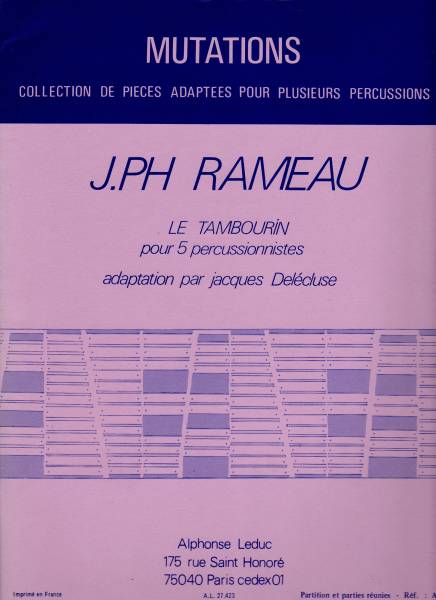 MUTATIONS
COLLECTION DE PIECES ADAPTEES POUR PLUSIEURS PERCUSSIONS
J.PH RAMEAU
LE TAMBOURÍN
pour 5 percussionnistes
adaptation par jacques Delécluse
Alphonse Leduc
175 rue Saint Honoré
75040 Paris cedex01
Imprimé en France
A.L. 27.423
Partition et parties réunies - Réf. : A